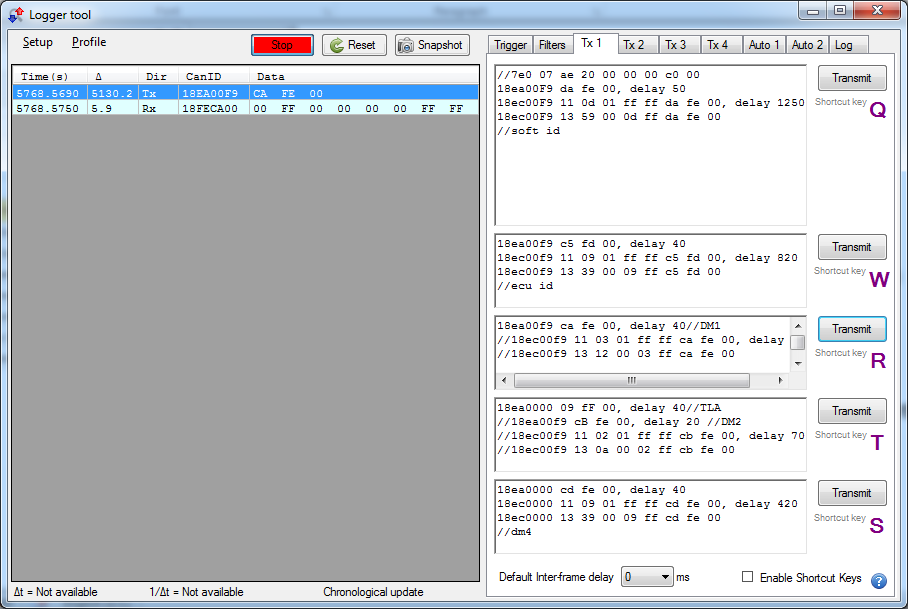 Logger tool
Setup Profile Stop Reset Snapshot
Time(s) Δ Dir CanID Data
5768.5690 5130.2 Tx 18EA00F9 CA FE 00
5768.5750 5.9 Rx 18FECA00 00 FF 00 00 00 00 FF FF
Δt = Not available 1/Δt = Not available Chronological update
Trigger Filters Tx 1 Tx 2 Tx 3 Tx 4 Auto 1 Auto 2 Log
//7e0 07 ae 20 00 00 00 c0 00
18ea00F9 da fe 00, delay 50
18ec00F9 11 0d 01 ff ff da fe 00, delay 1250
18ec00F9 13 59 00 0d ff da fe 00
//soft id
Transmit
Shortcut key Q
18ea00f9 c5 fd 00, delay 40
18ec00f9 11 09 01 ff ff c5 fd 00, delay 820
18ec00f9 13 39 00 09 ff c5 fd 00
//ecu id
Transmit
Shortcut key W
18ea00f9 ca fe 00, delay 40//DM1
//18ec00f9 11 03 01 ff ff ca fe 00, delay
//18ec00f9 13 12 00 03 ff ca fe 00
Transmit
Shortcut key R
18ea0000 09 fF 00, delay 40//TLA
//18ea00f9 cB fe 00, delay 20 //DM2
//18ec00f9 11 02 01 ff ff cb fe 00, delay 70
//18ec00f9 13 0a 00 02 ff cb fe 00
Transmit
Shortcut key T
18ea0000 cd fe 00, delay 40
18ec0000 11 09 01 ff ff cd fe 00, delay 420
18ec0000 13 39 00 09 ff cd fe 00
//dm4
Transmit
Shortcut key S
Default Inter-frame delay 0 ms Enable Shortcut Keys ?